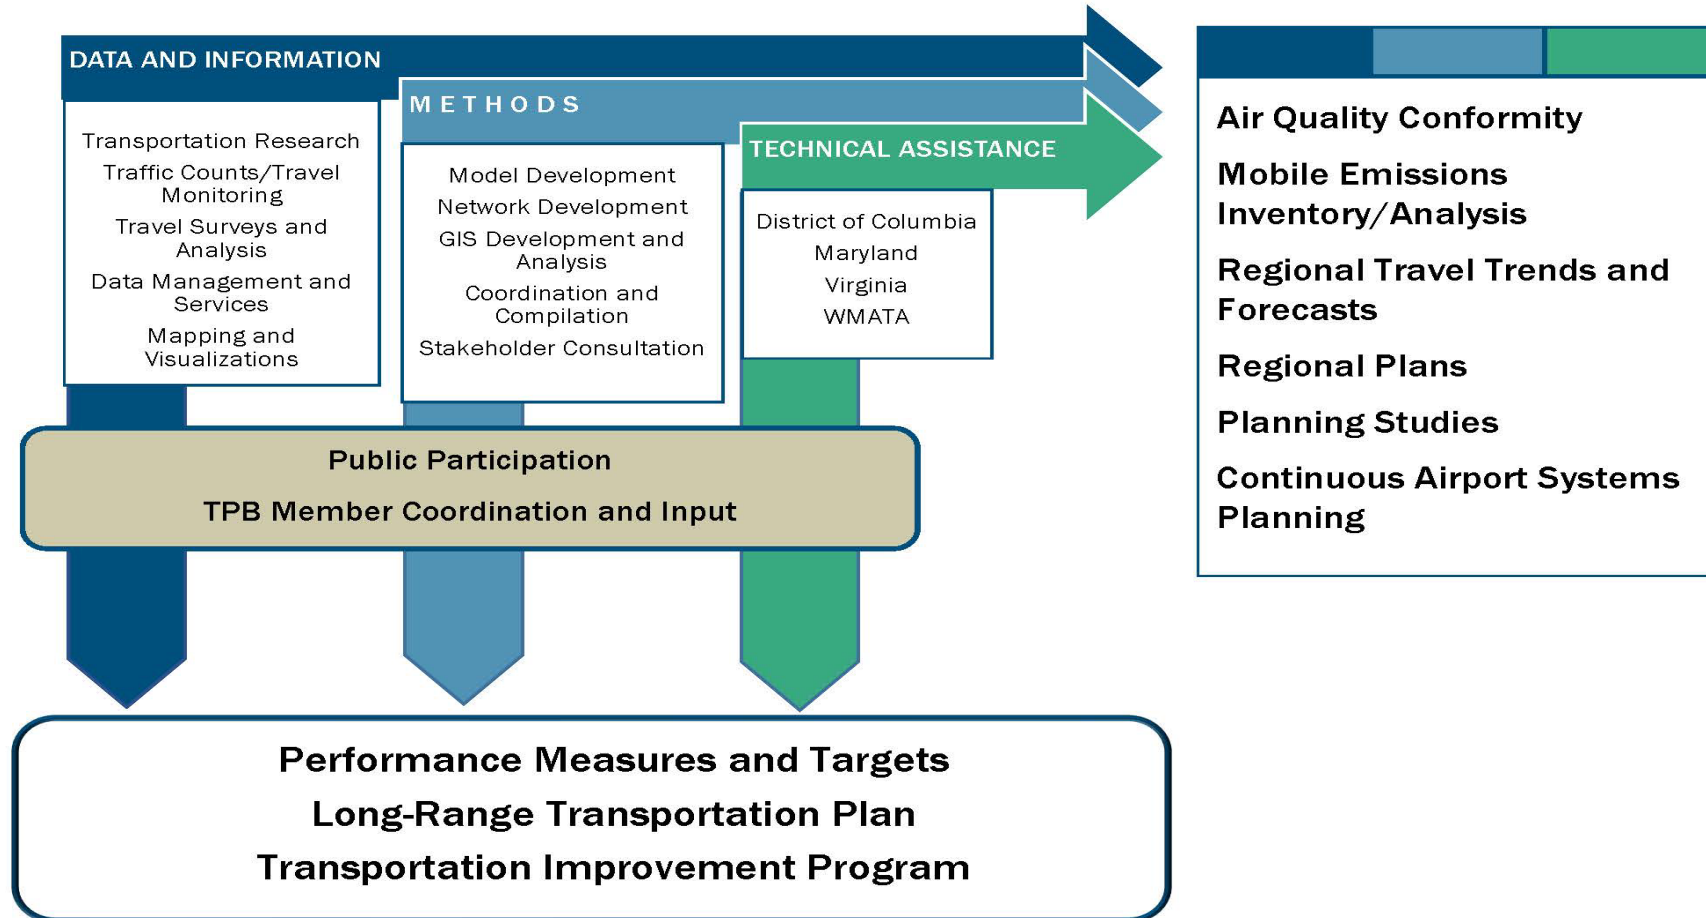 DATA AND INFORMATION
Transportation Research
Traffic Counts/Travel
Monitoring
Travel Surveys and
Analysis
Data Management and
Services
Mapping and
Visualizations
METHODS
Model Development
Network Development
GIS Development and
Analysis
Coordination and
Compilation
Stakeholder Consultation
TECHNICAL ASSISTANCE
District of Columbia
Maryland
Virginia
WMATA
Air Quality Conformity
Mobile Emissions
Inventory/Analysis
Regional Travel Trends and
Forecasts
Regional Plans
Planning Studies
Continuous Airport Systems
Planning
Public Participation
TPB Member Coordination and Input
Performance Measures and Targets
Long-Range Transportation Plan
Transportation Improvement Program